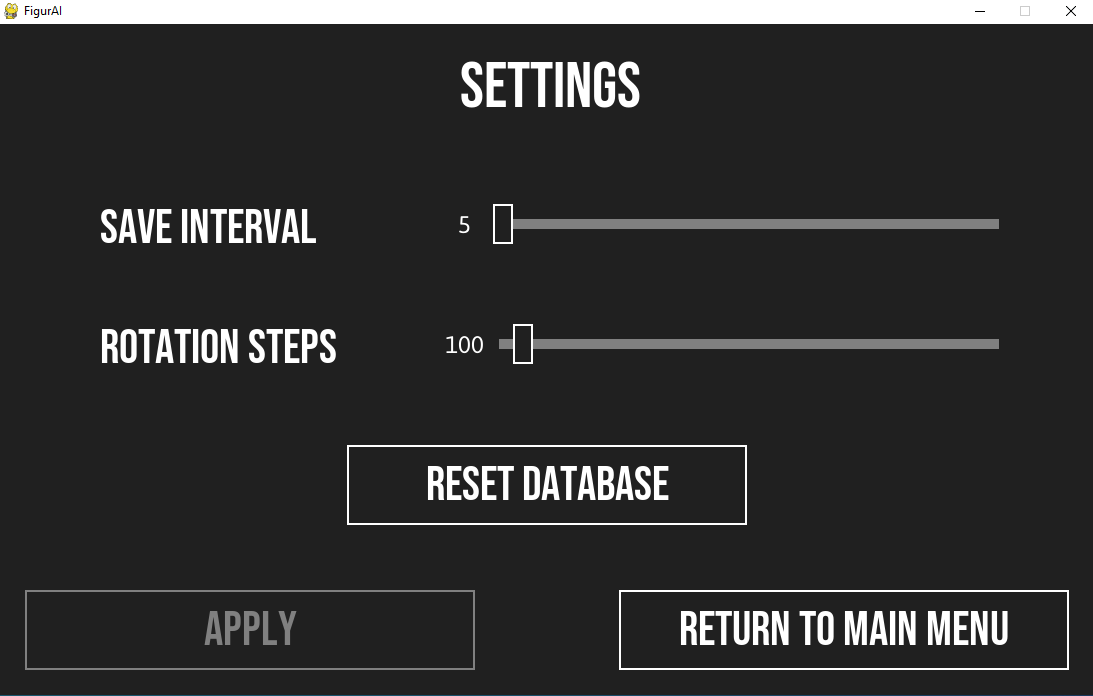 FigurAI
SETTINGS
SAVE INTERVAL 5
ROTATION STEPS 100
RESET DATABASE
APPLY
RETURN TO MAIN MENU